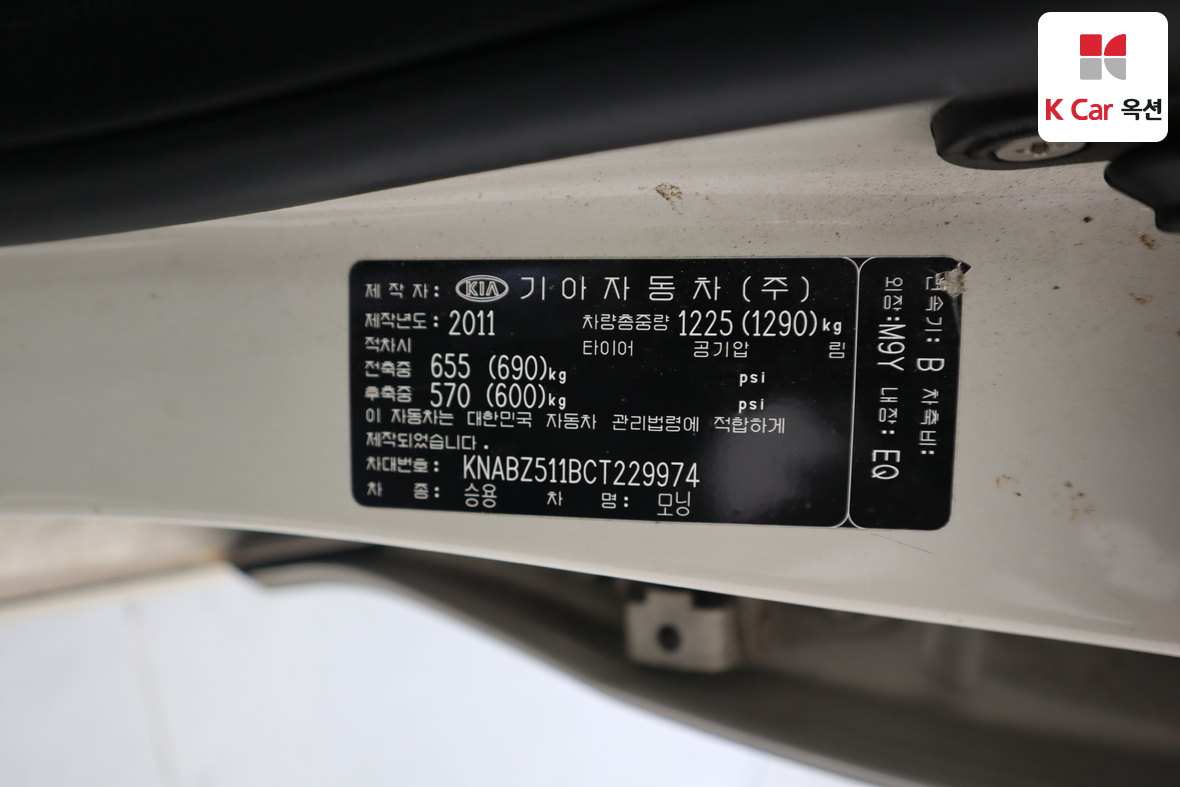 K Car 옥션
제 작 자 : KIA 기 아 자 동 차 ( 주 )
제작년도 : 2011 차량총중량 1225 (1290)kg
적차시 타이어 공기압 림
전축중 655 (690)kg psi
후축중 570 (600)kg psi
이 자동차는 대한민국 자동차 관리법령에 적합하게
제작되었습니다.
차대번호 : KNABZ511BCT229974
차 종 : 승용 차 명 : 모닝
변속기: B 차축비:
외장:M9Y 내장: EQ